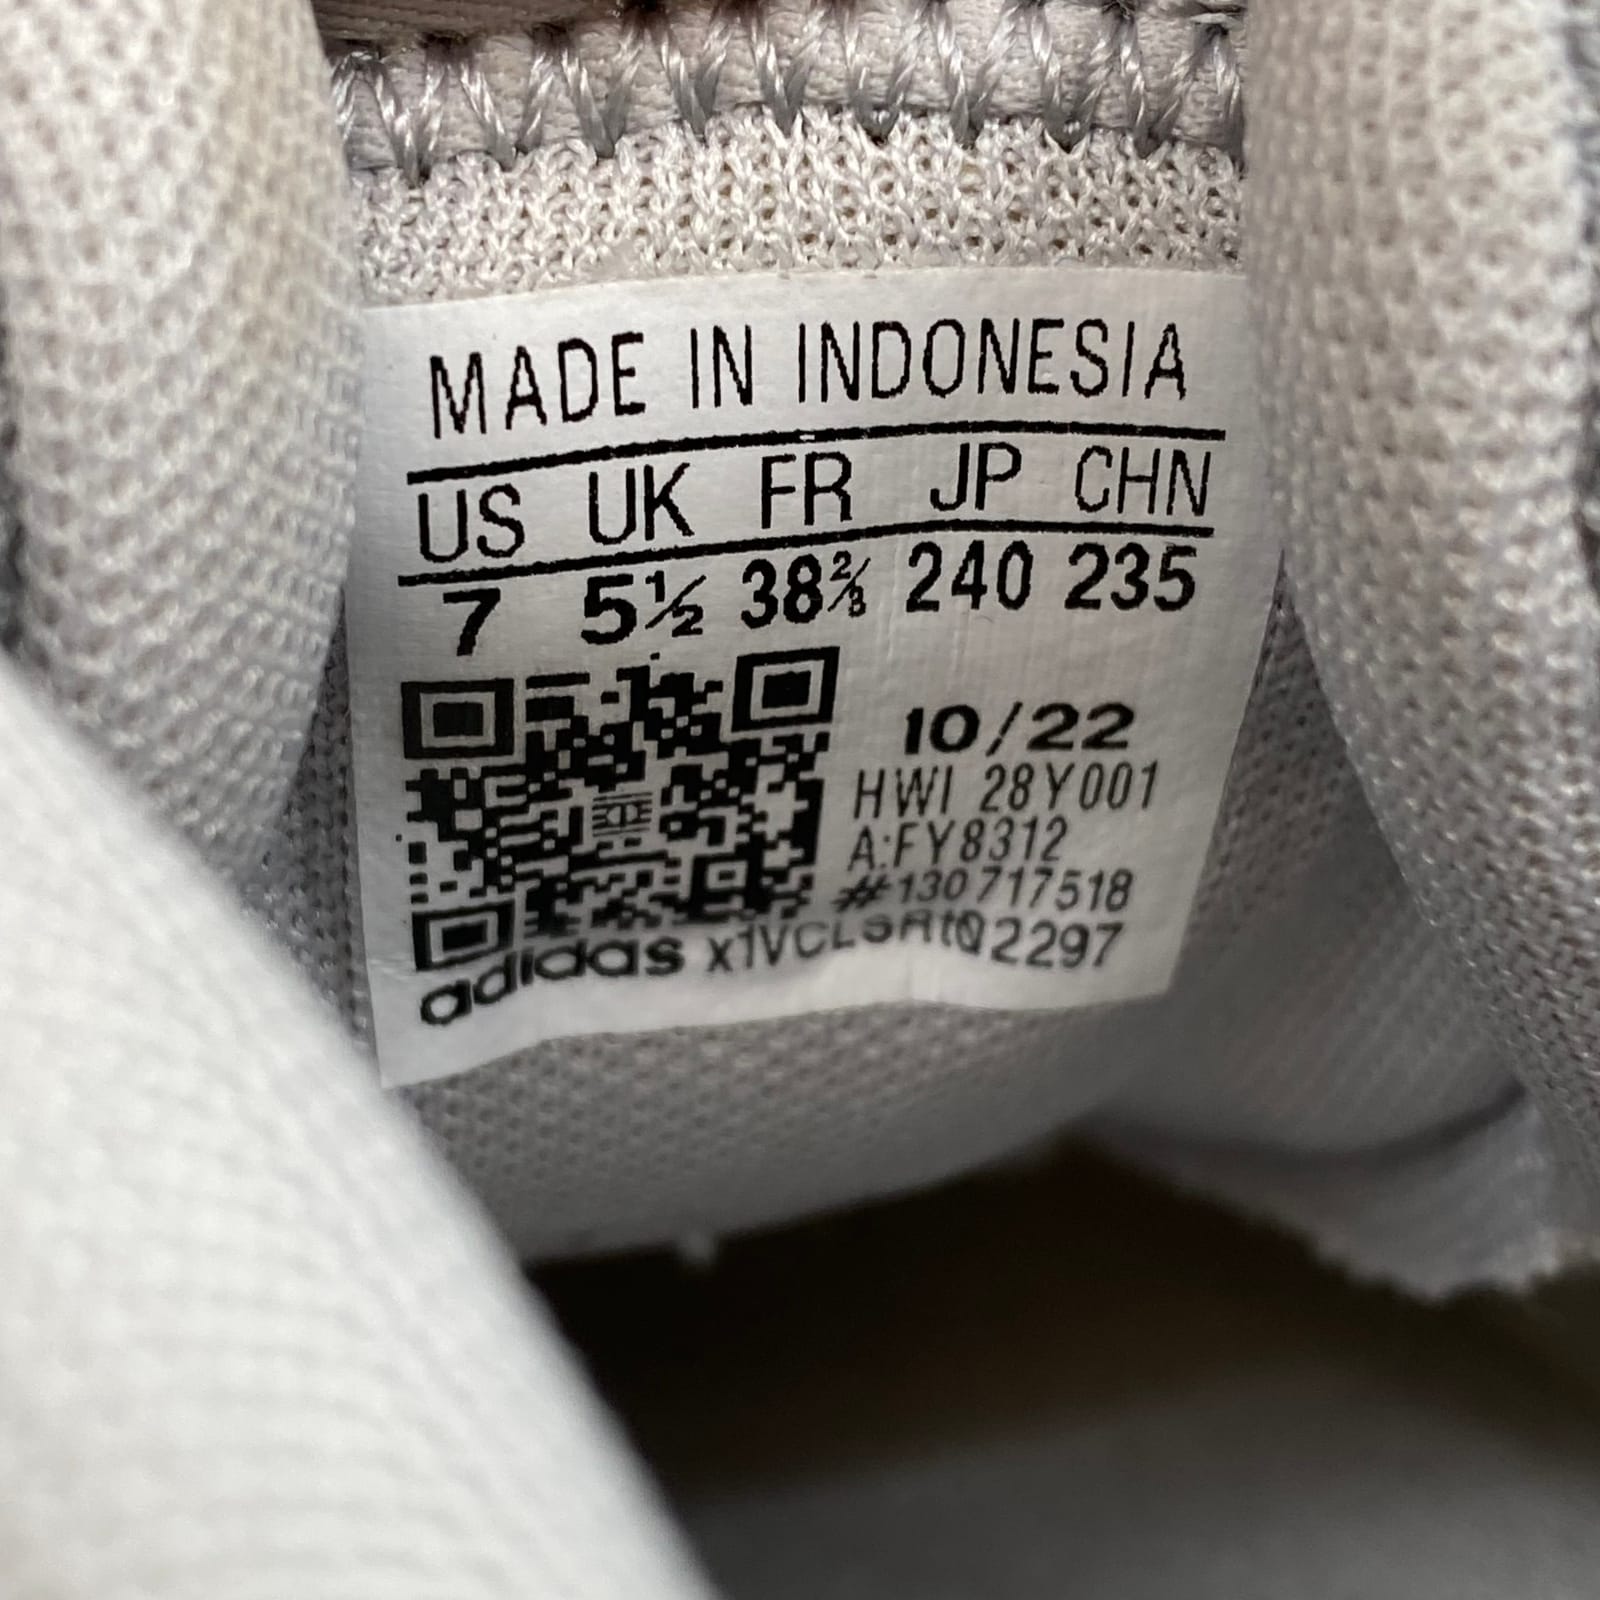 MADE IN INDONESIA
US UK FR JP CHN
7 5½ 38⅔ 240 235
10/22
HWI 28Y001
A:FY8312
#130717518
adidas x1VCLSRtQ2297